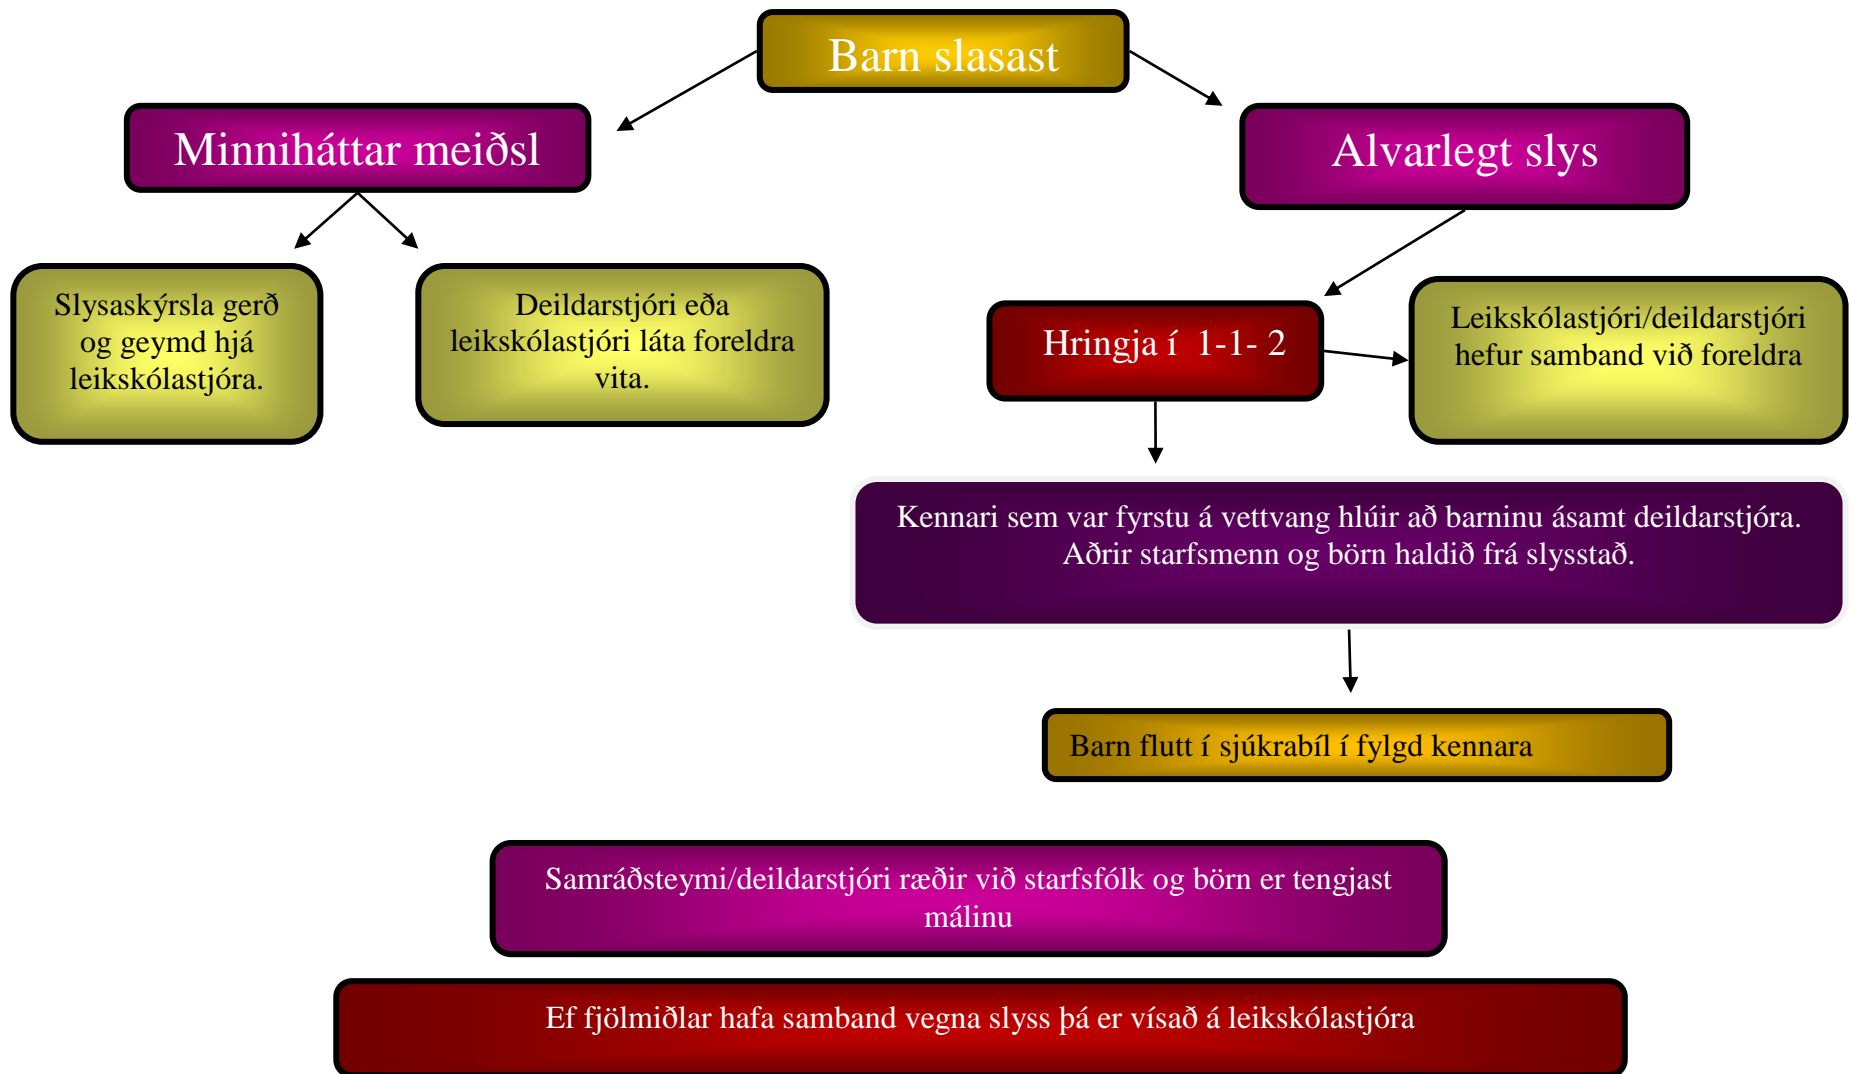 Barn slasast
Minniháttar meiðsl
Alvarlegt slys
Slysaskýrsla gerð
og geymd hjá
leikskólastjóra.
Deildarstjóri eða
leikskólastjóri láta foreldra
vita.
Hringja í  1-1- 2
Leikskólastjóri/deildarstjóri
hefur samband við foreldra
Kennari sem var fyrstu á vettvang hlúir að barninu ásamt deildarstjóra.
Aðrir starfsmenn og börn haldið frá slysstað.
Barn flutt í sjúkrabíl í fylgd kennara
Samráðsteymi/deildarstjóri ræðir við starfsfólk og börn er tengjast
málinu
Ef fjölmiðlar hafa samband vegna slyss þá er vísað á leikskólastjóra